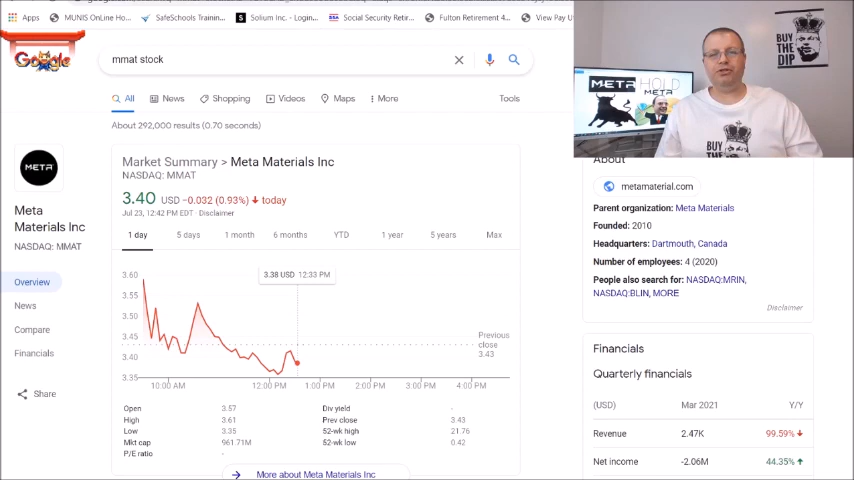 Apps
MUNIS OnLine Ho...
SafeSchools Training...
Solium Inc. - Login...
Social Security Retir...
Fulton Retirement 4...
View Pay
Google
mmat stock
All
News
Shopping
Videos
Maps
More
Tools
About 292,000 results (0.70 seconds)
META
Meta
Materials Inc
NASDAQ: MMAT
Overview
News
Compare
Financials
Share
Market Summary > Meta Materials Inc
NASDAQ: MMAT
3.40 USD −0.032 (0.93%) ↓ today
Jul 23, 12:42 PM EDT · Disclaimer
1 day
5 days
1 month
6 months
YTD
1 year
5 years
Max
3.38 USD 12:33 PM
3.60
3.55
3.50
3.45
3.40
3.35
Previous
close
3.43
10:00 AM
12:00 PM
1:00 PM
2:00 PM
3:00 PM
4:00 PM
Open 3.57
High 3.61
Low 3.35
Mkt cap 961.71M
P/E ratio -
Div yield -
Prev close 3.43
52-wk high 21.76
52-wk low 0.42
→ More about Meta Materials Inc
META
HOLD
META
BUY
THE
DIP
BUY
THE
About
metamaterial.com
Parent organization: Meta Materials
Founded: 2010
Headquarters: Dartmouth, Canada
Number of employees: 4 (2020)
People also search for: NASDAQ:MRIN,
NASDAQ:BLIN, MORE
Disclaimer
Financials
Quarterly financials
(USD) Mar 2021 Y/Y
Revenue 2.47K 99.59% ↓
Net income -2.06M 44.35% ↑